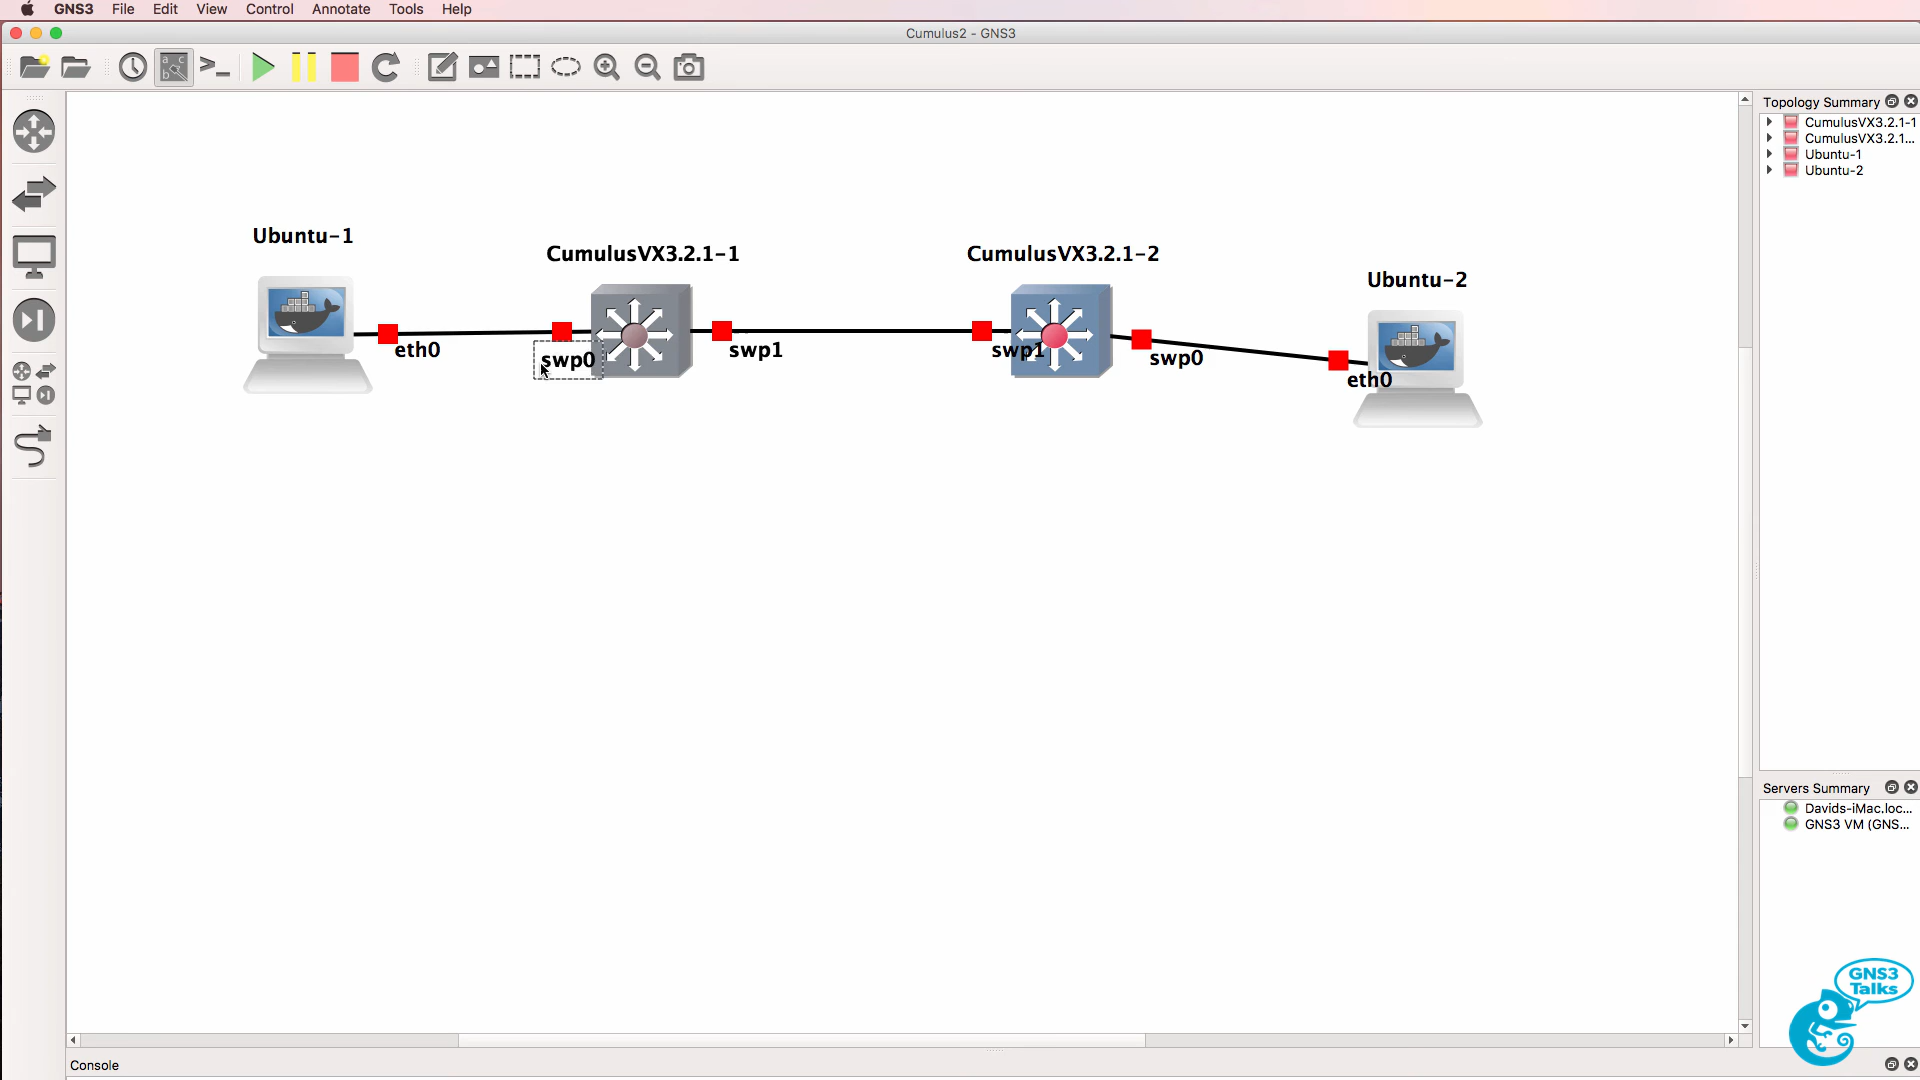 GNS3 File Edit View Control Annotate Tools Help
Cumulus2 - GNS3
Topology Summary
CumulusVX3.2.1-1
CumulusVX3.2.1...
Ubuntu-1
Ubuntu-2
Ubuntu-1
CumulusVX3.2.1-1
CumulusVX3.2.1-2
Ubuntu-2
eth0
swp0
swp1
swp1
swp0
eth0
Servers Summary
Davids-iMac.loc...
GNS3 VM (GNS...
GNS3
Talks
Console